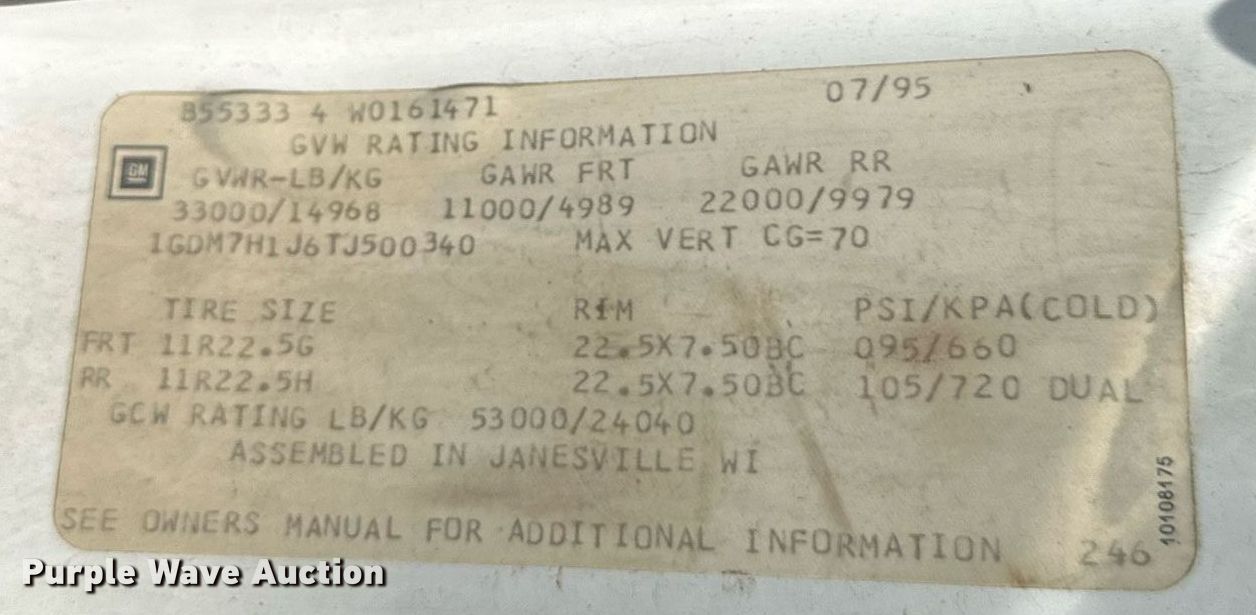 855333 4 W0161471 07/95
GVW RATING INFORMATION
GM
GVWR-LB/KG GAWR FRT GAWR RR
33000/14968 11000/4989 22000/9979
1GDM7H1J6TJ500340 MAX VERT CG=70
TIRE SIZE RIM PSI/KPA(COLD)
FRT 11R22.5G 22.5X7.50BC 095/660
RR 11R22.5H 22.5X7.50BC 105/720 DUAL
GCW RATING LB/KG 53000/24040
ASSEMBLED IN JANESVILLE WI
SEE OWNERS MANUAL FOR ADDITIONAL INFORMATION 246
10108175
Purple Wave Auction